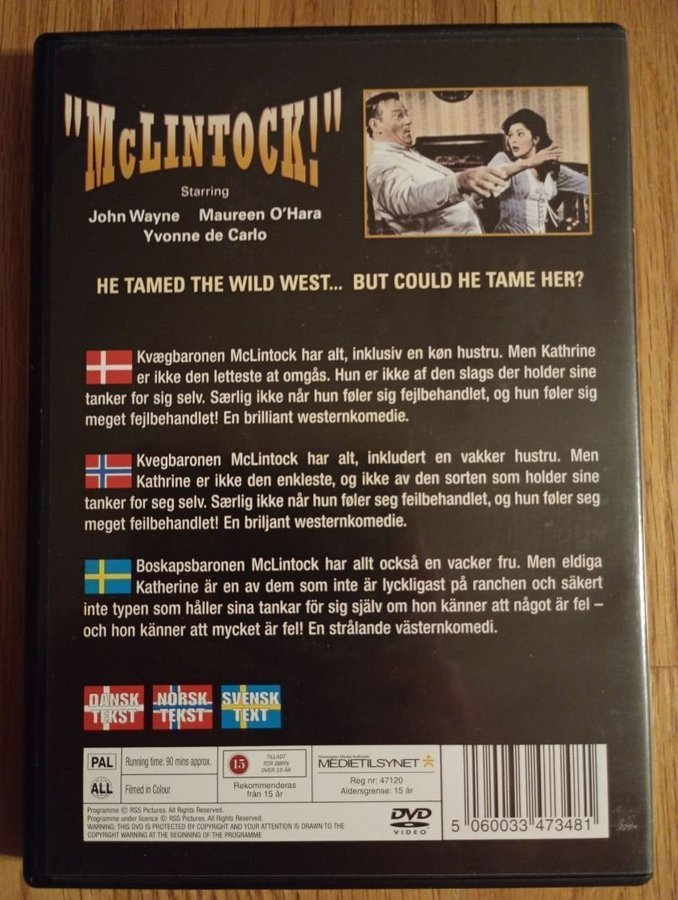 "McLINTOCK!"
Starring
John Wayne Maureen O'Hara
Yvonne de Carlo
HE TAMED THE WILD WEST... BUT COULD HE TAME HER?
Kvægbaronen McLintock har alt, inklusiv en køn hustru. Men Kathrine
er ikke den letteste at omgås. Hun er ikke af den slags der holder sine
tanker for sig selv. Særlig ikke når hun føler sig fejlbehandlet, og hun føler sig
meget fejlbehandlet! En brilliant westernkomedie.
Kvegbaronen McLintock har alt, inkludert en vakker hustru. Men
Kathrine er ikke den enkleste, og ikke av den sorten som holder sine
tanker for seg selv. Særlig ikke når hun føler seg feilbehandlet, og hun føler seg
meget feilbehandlet! En briljant westernkomedie.
Boskapsbaronen McLintock har allt också en vacker fru. Men eldiga
Katherine är en av dem som inte är lyckligast på ranchen och säkert
inte typen som håller sina tankar för sig själv om hon känner att något är fel –
och hon känner att mycket är fel! En strålande västernkomedi.
DANSK TEKST NORSK TEKST SVENSK TEXT
PAL Running time: 90 mins approx.
ALL Filmed in Colour
15 TILLADT FOR BØRN OVER 15 ÅR
Rekommenderas
från 15 år
Norwegian Media Authority
MEDIETILSYNET
Reg nr: 47120
Aldersgrense: 15 år
Programme © RSS Pictures. All Rights Reserved.
Programme under licence © RSS Pictures. All Rights Reserved.
WARNING: THIS DVD IS PROTECTED BY COPYRIGHT AND YOUR ATTENTION IS DRAWN TO THE
COPYRIGHT WARNING AT THE BEGINNING OF THE PROGRAMME
DVD
VIDEO
5 060033 473481